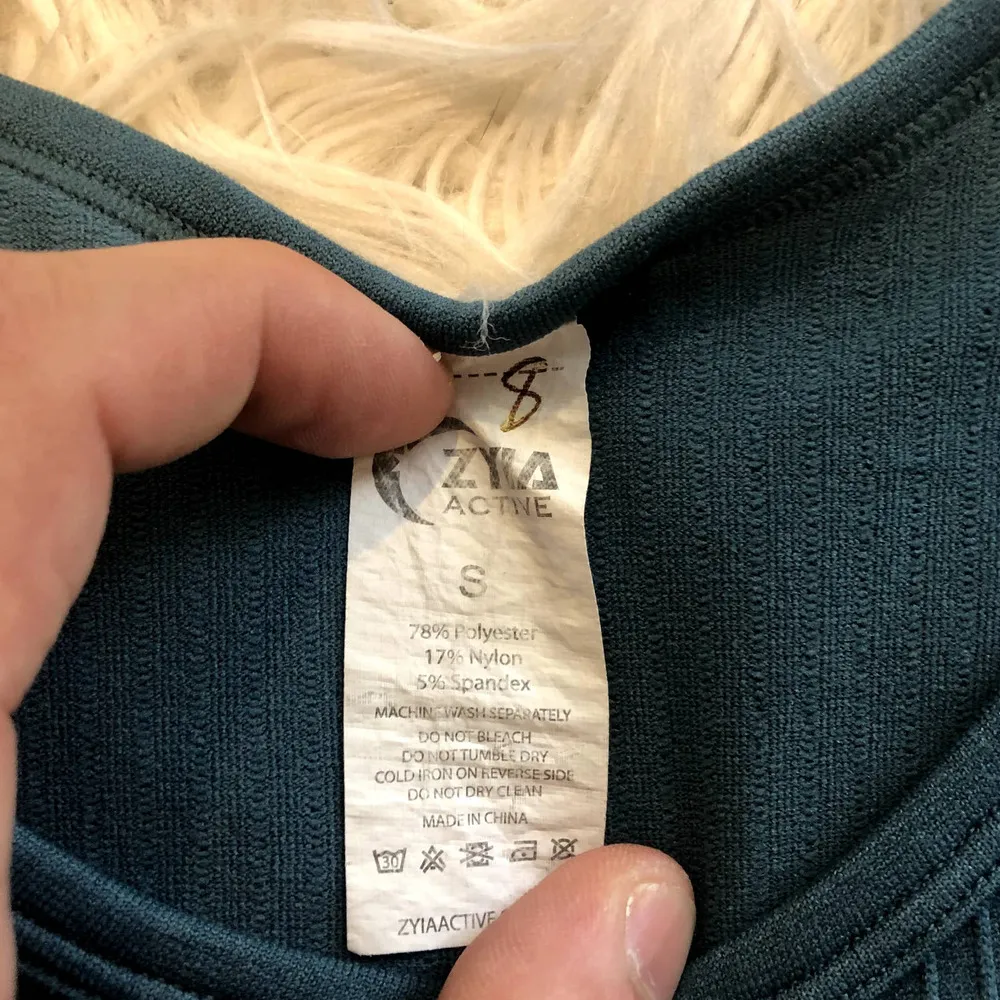 8
ZYIA
ACTIVE
S
78% Polyester
17% Nylon
5% Spandex
MACHINE WASH SEPARATELY
DO NOT BLEACH
DO NOT TUMBLE DRY
COLD IRON ON REVERSE SIDE
DO NOT DRY CLEAN
MADE IN CHINA
30
ZYIAACTIVE